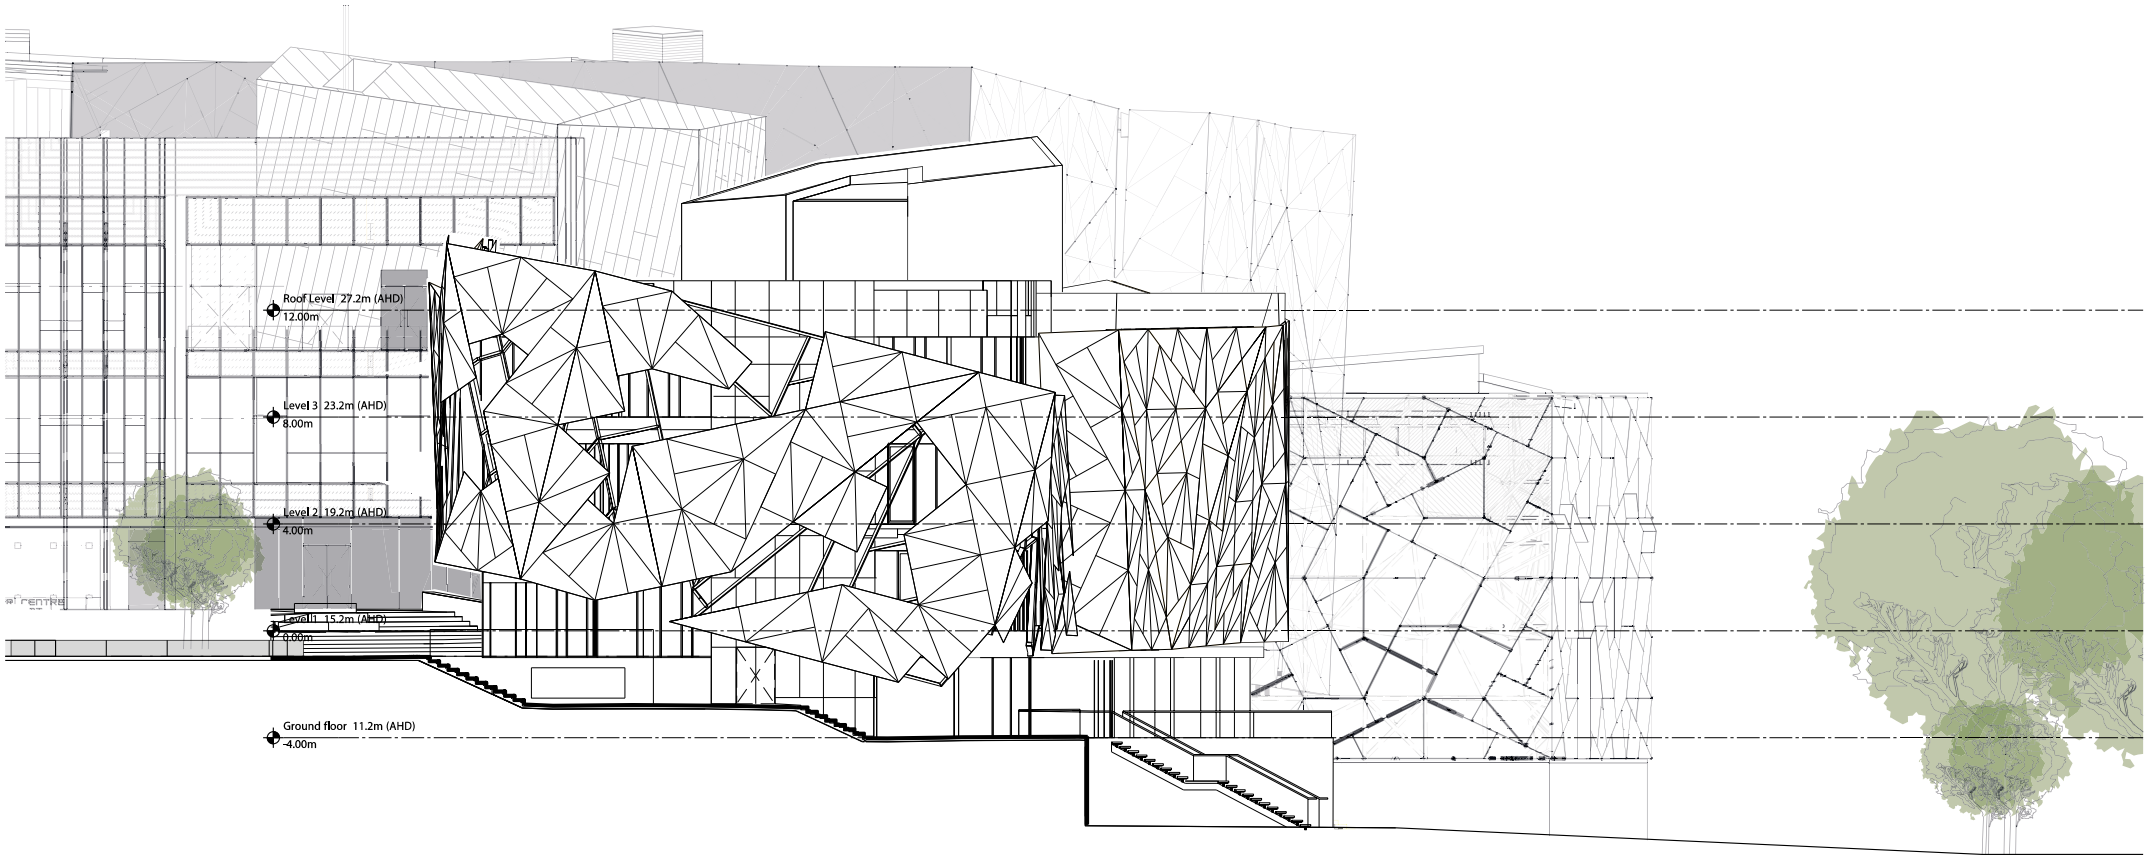 Roof Level 27.2m (AHD)
12.00m
Level 3 23.2m (AHD)
8.00m
Level 2 19.2m (AHD)
4.00m
Level 1 15.2m (AHD)
0.00m
CENTRE
Ground floor 11.2m (AHD)
-4.00m